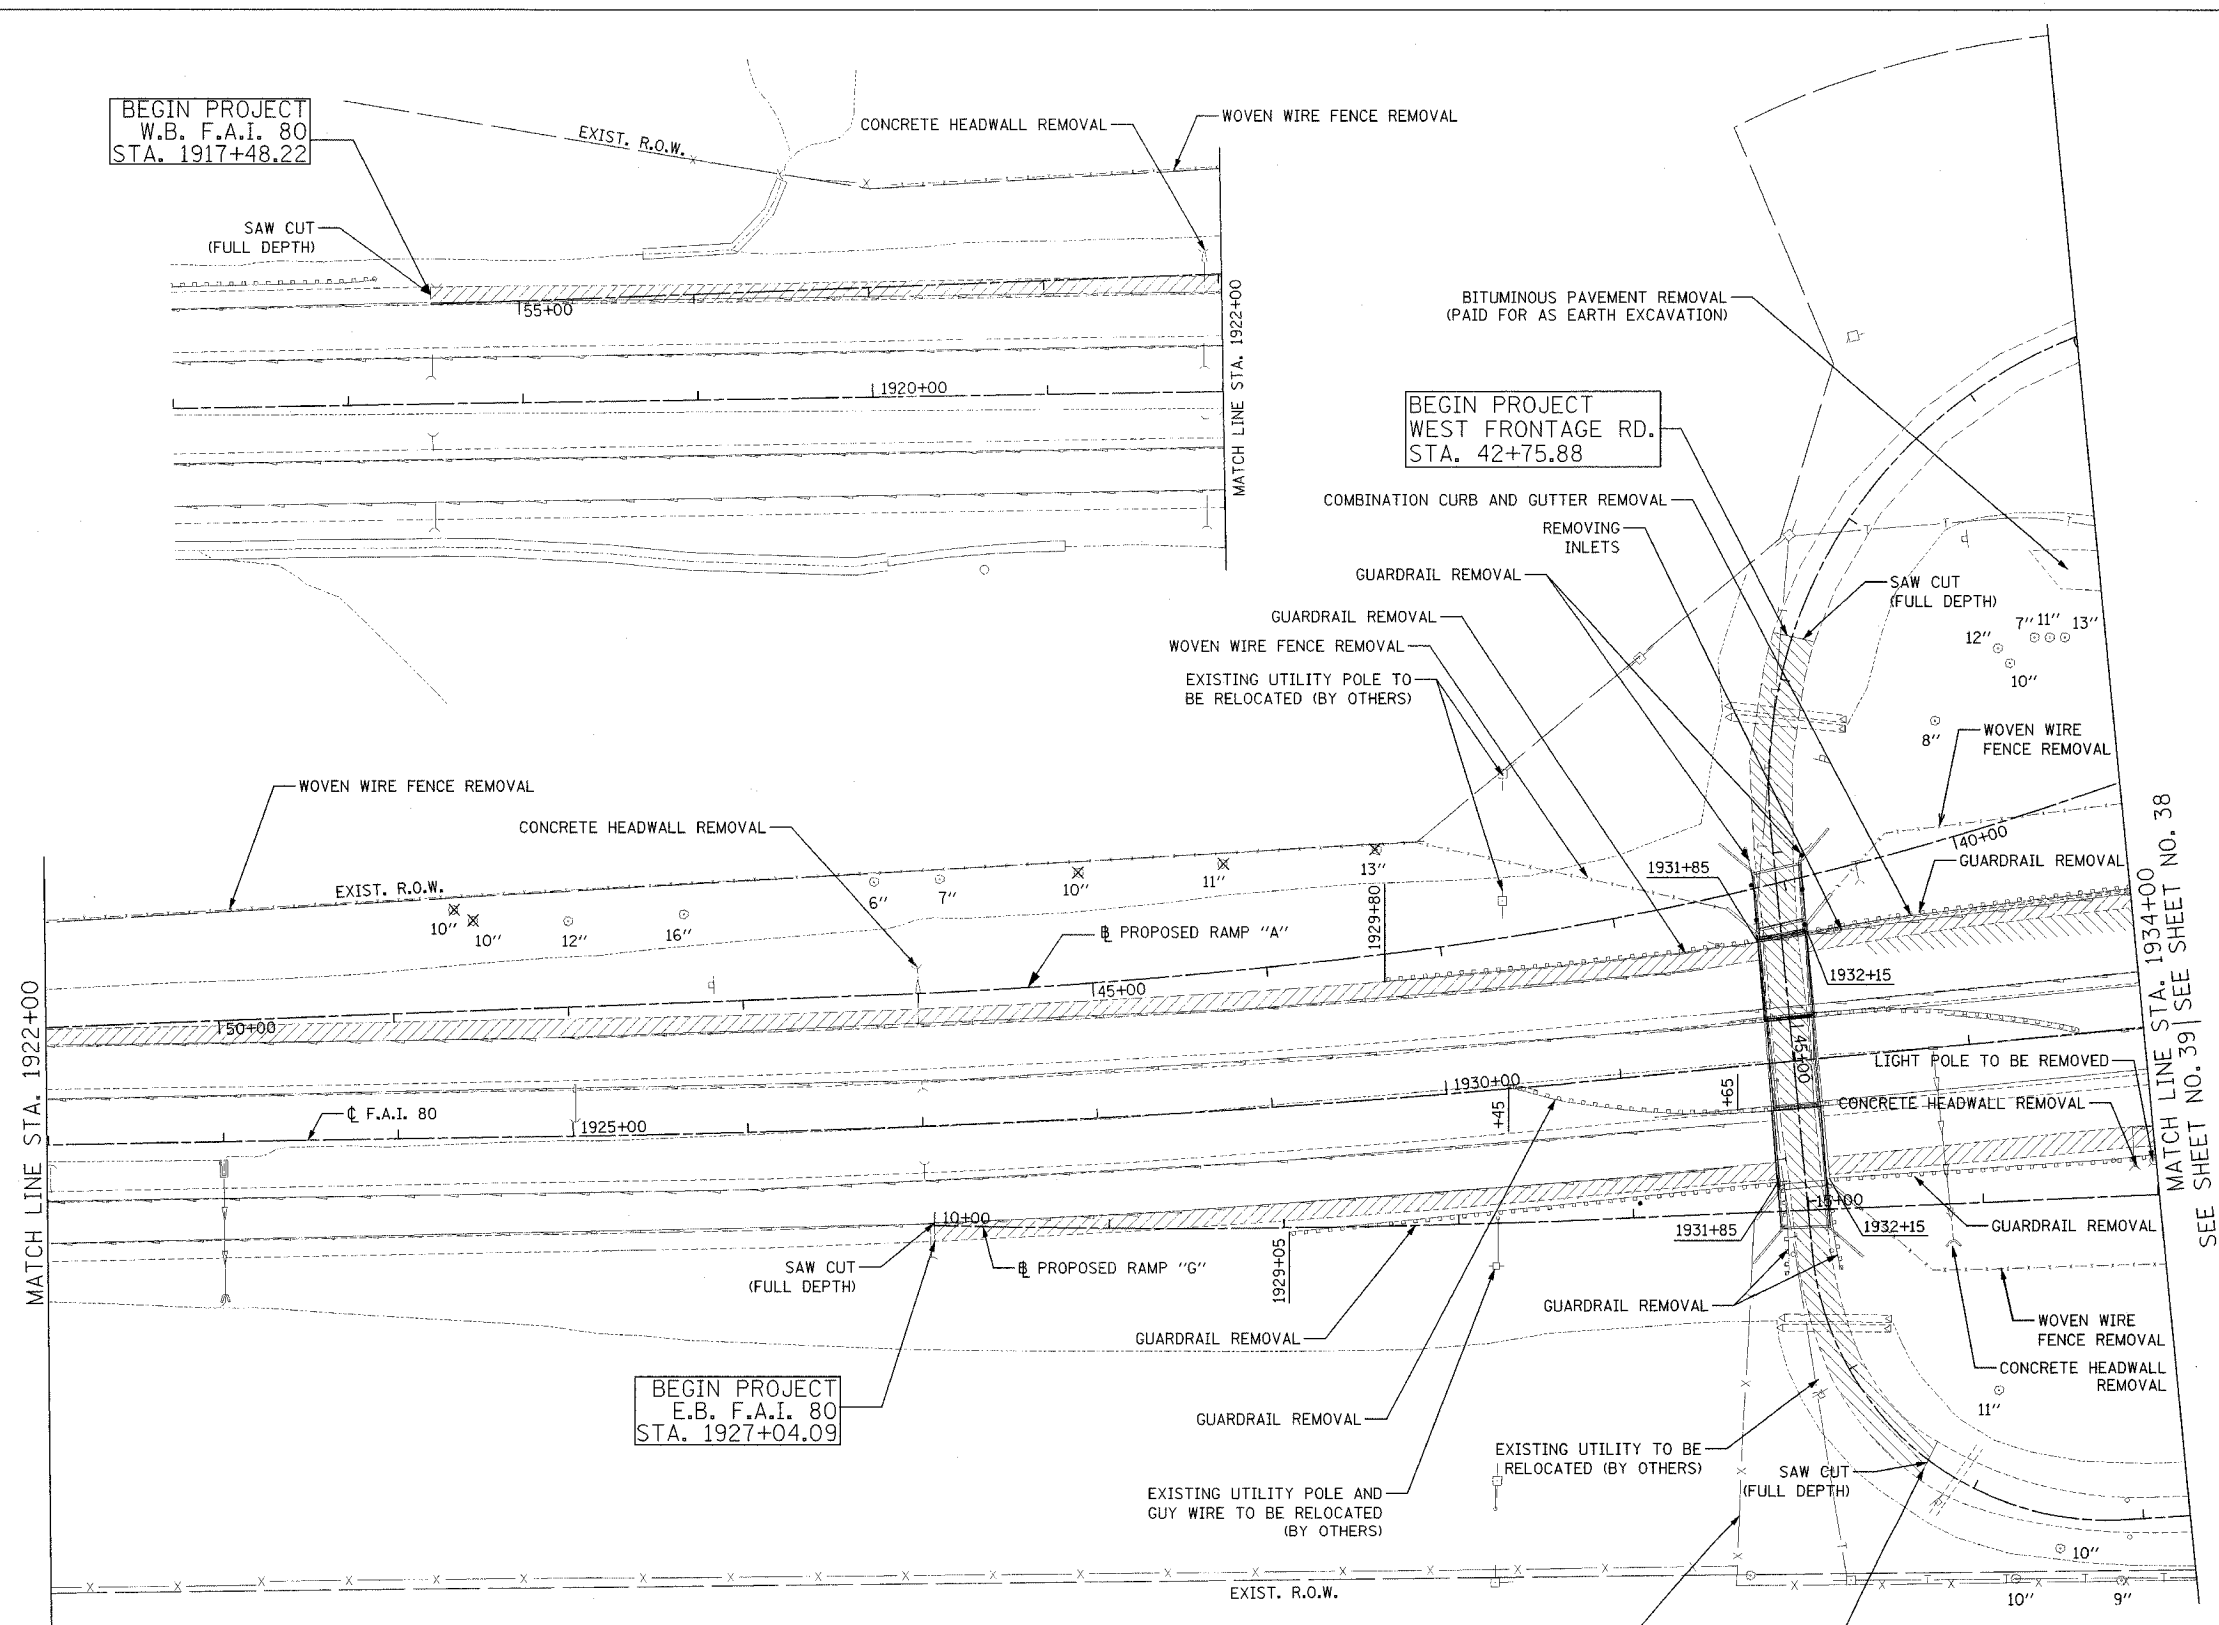 BEGIN PROJECT
W.B. F.A.I. 80
STA. 1917+48.22
EXIST. R.O.W.
CONCRETE HEADWALL REMOVAL
WOVEN WIRE FENCE REMOVAL
SAW CUT
(FULL DEPTH)
55+00
1920+00
MATCH LINE STA. 1922+00
BITUMINOUS PAVEMENT REMOVAL
(PAID FOR AS EARTH EXCAVATION)
BEGIN PROJECT
WEST FRONTAGE RD.
STA. 42+75.88
COMBINATION CURB AND GUTTER REMOVAL
REMOVING
INLETS
GUARDRAIL REMOVAL
GUARDRAIL REMOVAL
WOVEN WIRE FENCE REMOVAL
EXISTING UTILITY POLE TO
BE RELOCATED (BY OTHERS)
SAW CUT
(FULL DEPTH)
7" 11" 13"
12"
10"
8"
WOVEN WIRE
FENCE REMOVAL
WOVEN WIRE FENCE REMOVAL
CONCRETE HEADWALL REMOVAL
EXIST. R.O.W.
10"
10"
12"
16"
6"
7"
10"
11"
13"
1929+80
1931+85
40+00
GUARDRAIL REMOVAL
℄ PROPOSED RAMP "A"
1932+15
45+00
50+00
MATCH LINE STA. 1922+00
℄ F.A.I. 80
1925+00
1930+00
+45
+65
45+00
LIGHT POLE TO BE REMOVED
CONCRETE HEADWALL REMOVAL
MATCH LINE STA. 1934+00
SEE SHEET NO. 39 SEE SHEET NO. 38
10+00
15+00
1931+85
1932+15
GUARDRAIL REMOVAL
SAW CUT
(FULL DEPTH)
℄ PROPOSED RAMP "G"
1929+05
GUARDRAIL REMOVAL
GUARDRAIL REMOVAL
WOVEN WIRE
FENCE REMOVAL
CONCRETE HEADWALL
REMOVAL
11"
BEGIN PROJECT
E.B. F.A.I. 80
STA. 1927+04.09
GUARDRAIL REMOVAL
EXISTING UTILITY TO BE
RELOCATED (BY OTHERS)
SAW CUT
(FULL DEPTH)
EXISTING UTILITY POLE AND
GUY WIRE TO BE RELOCATED
(BY OTHERS)
10"
EXIST. R.O.W.
10"
9"